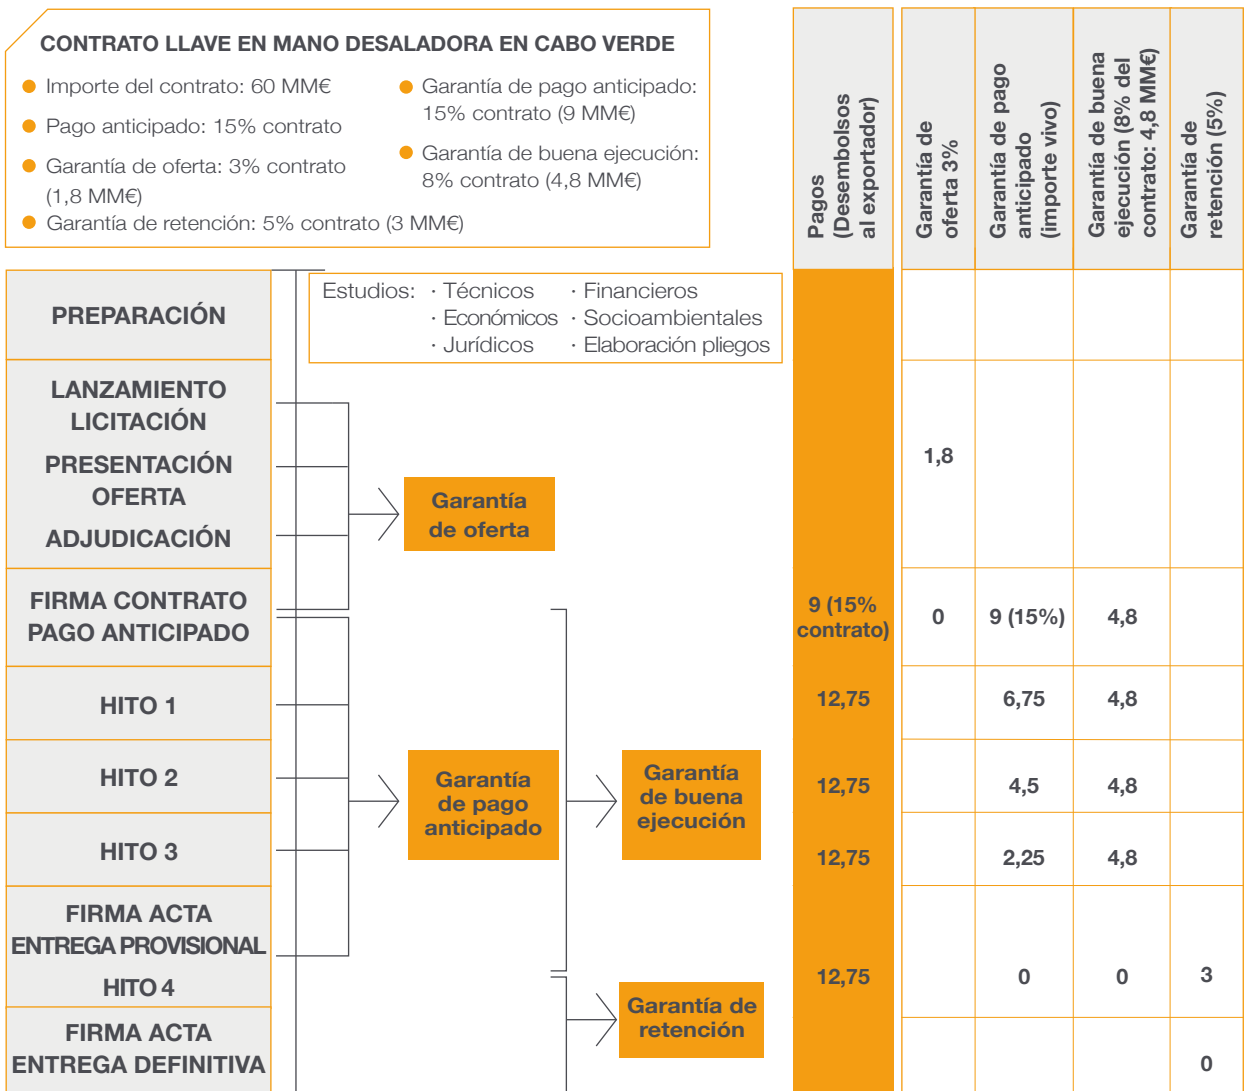 CONTRATO LLAVE EN MANO DESALADORA EN CABO VERDE
● Importe del contrato: 60 MM€
● Pago anticipado: 15% contrato
● Garantía de oferta: 3% contrato
(1,8 MM€)
● Garantía de retención: 5% contrato (3 MM€)
● Garantía de pago anticipado:
15% contrato (9 MM€)
● Garantía de buena ejecución:
8% contrato (4,8 MM€)
Pagos
(Desembolsos
al exportador)
Garantía de
oferta 3%
Garantía de pago
anticipado
(importe vivo)
Garantía de buena
ejecución (8% del
contrato: 4,8 MM€)
Garantía de
retención (5%)
PREPARACIÓN
Estudios: · Técnicos · Financieros
· Económicos · Socioambientales
· Jurídicos · Elaboración pliegos
LANZAMIENTO
LICITACIÓN
PRESENTACIÓN
OFERTA
ADJUDICACIÓN
Garantía
de oferta
1,8
FIRMA CONTRATO
PAGO ANTICIPADO
9 (15%
contrato)
0
9 (15%)
4,8
HITO 1
12,75
6,75
4,8
HITO 2
Garantía
de pago
anticipado
Garantía
de buena
ejecución
12,75
4,5
4,8
HITO 3
12,75
2,25
4,8
FIRMA ACTA
ENTREGA PROVISIONAL
HITO 4
12,75
0
0
3
Garantía de
retención
FIRMA ACTA
ENTREGA DEFINITIVA
0